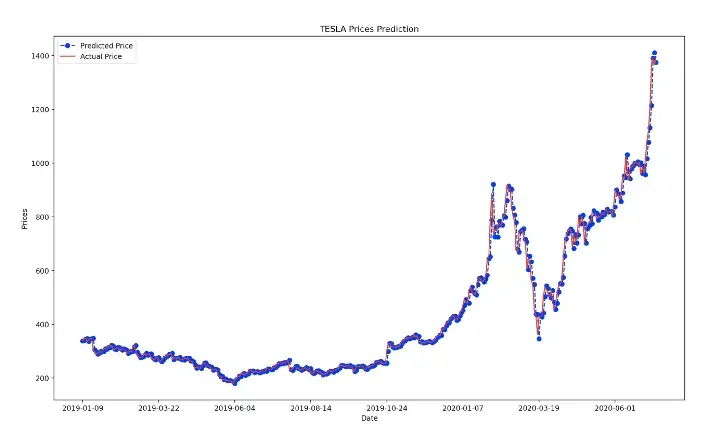 TESLA Prices Prediction
Predicted Price
Actual Price
1400
1200
1000
800
600
400
200
Prices
2019-01-09 2019-03-22 2019-06-04 2019-08-14 2019-10-24 2020-01-07 2020-03-19 2020-06-01
Date